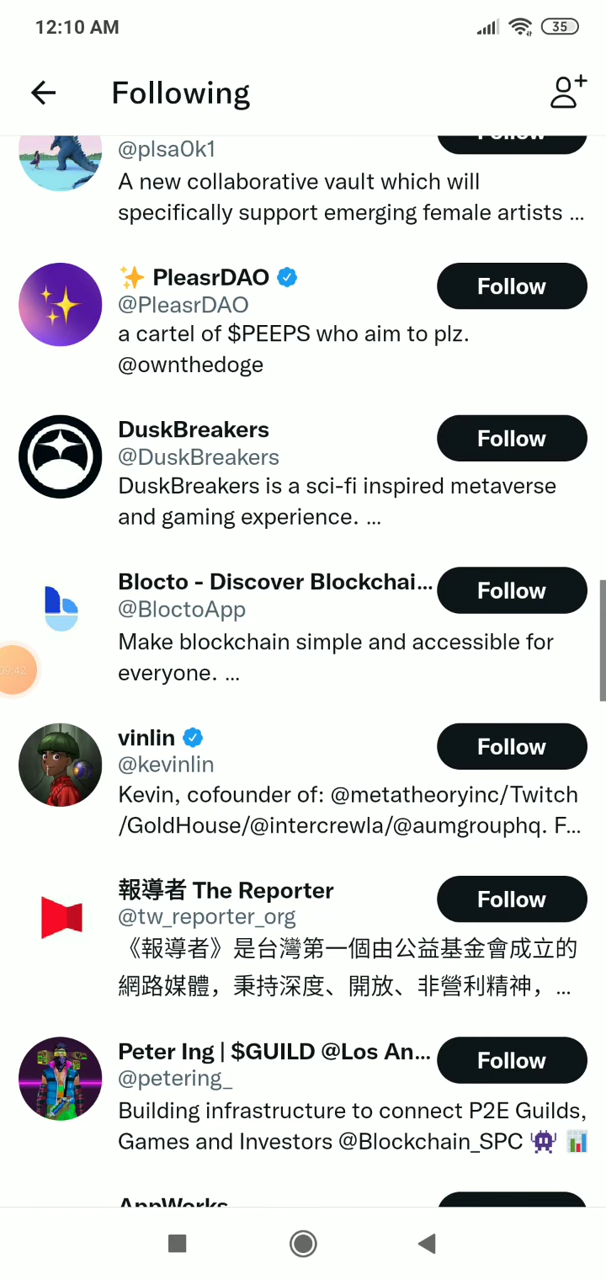 12:10 AM
35
Following
@plsa0k1
Follow
A new collaborative vault which will
specifically support emerging female artists ...
✨ PleasrDAO
Follow
@PleasrDAO
a cartel of $PEEPS who aim to plz.
@ownthedoge
DuskBreakers
Follow
@DuskBreakers
DuskBreakers is a sci-fi inspired metaverse
and gaming experience. ...
Blocto - Discover Blockchai...
Follow
@BloctoApp
Make blockchain simple and accessible for
everyone. ...
09:42
vinlin
Follow
@kevinlin
Kevin, cofounder of: @metatheoryinc/Twitch
/GoldHouse/@intercrewla/@aumgrouphq. F...
報導者 The Reporter
Follow
@tw_reporter_org
《報導者》是台灣第一個由公益基金會成立的
網路媒體，秉持深度、開放、非營利精神，...
Peter Ing | $GUILD @Los An...
Follow
@petering_
Building infrastructure to connect P2E Guilds,
Games and Investors @Blockchain_SPC 👾 📊
AppWorks